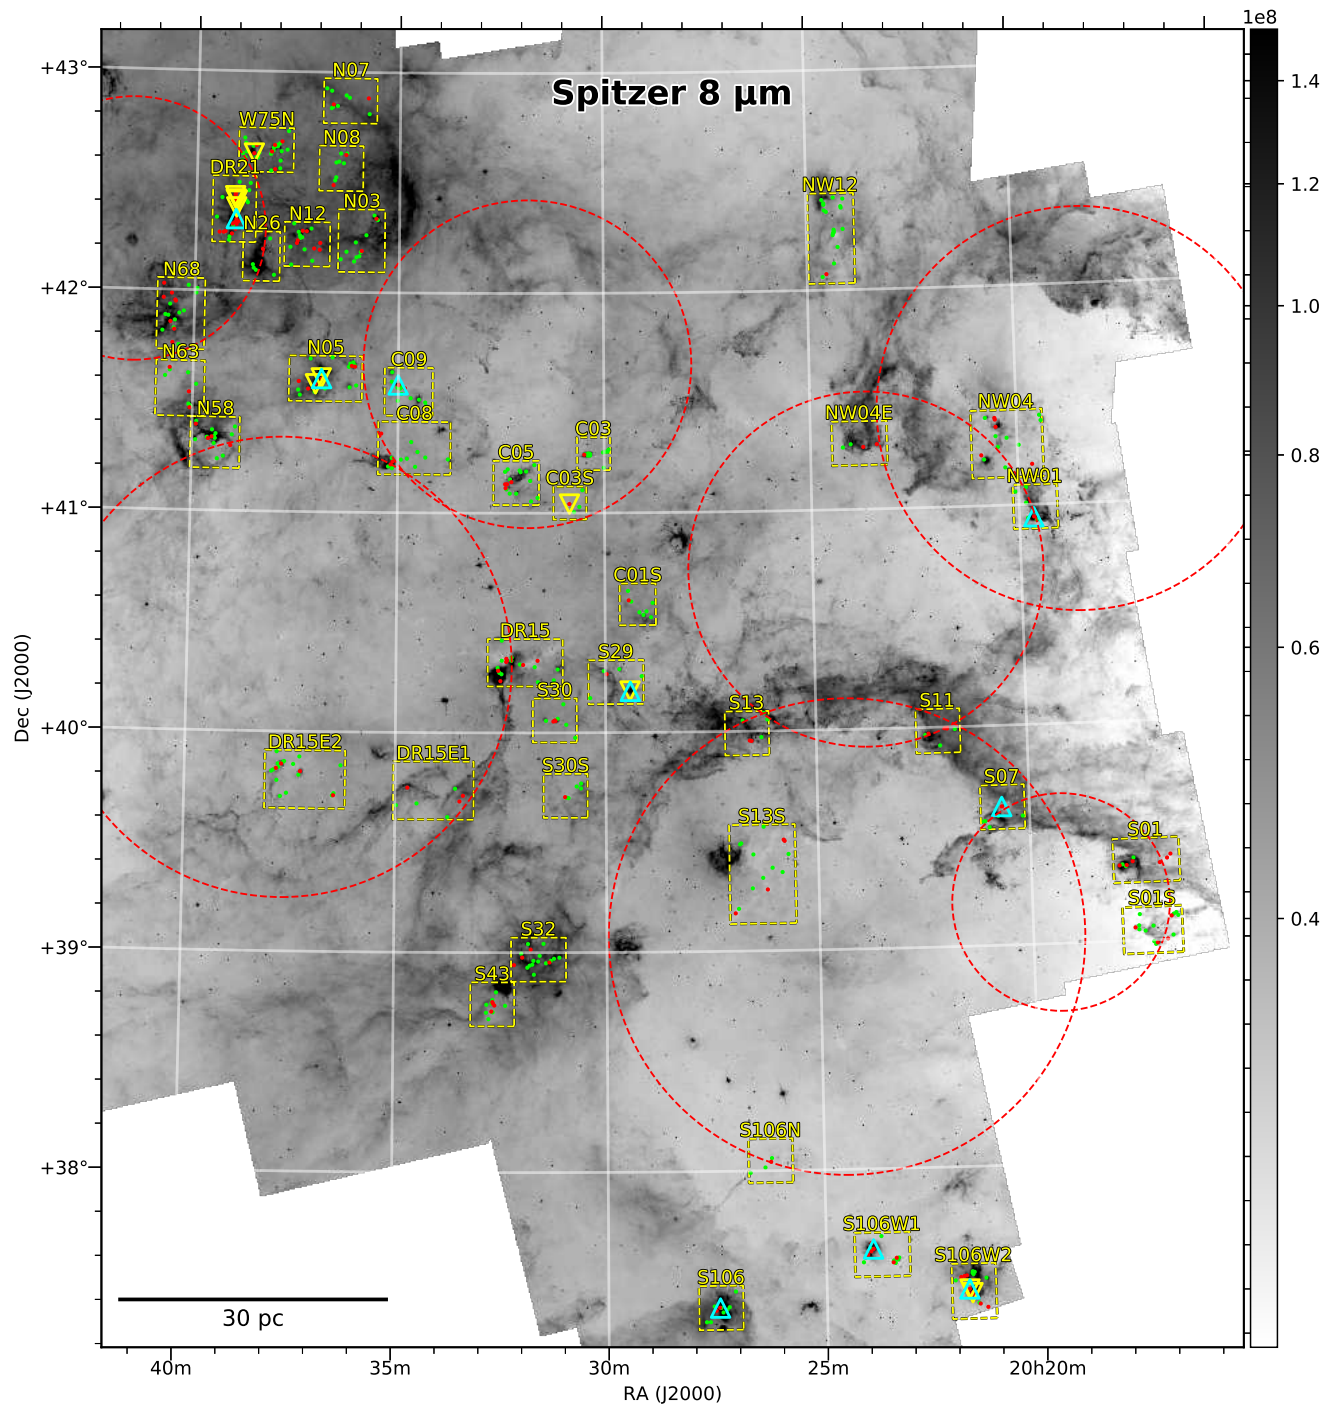 1e8
Spitzer 8 μm
+43°
N07
1.4
W75N
N08
DR21
NW12
1.2
N03
N12
N26
+42°
N68
1.0
N05
N63
C09
N58
C08
NW04E
NW04
C03
C05
C03S
NW01
0.8
+41°
C01S
DR15
S29
0.6
Dec (J2000)
S30
S13
S11
+40°
DR15E2
DR15E1
S30S
S07
S13S
S01
S01S
0.4
S32
+39°
S43
S106N
+38°
S106W1
S106W2
S106
30 pc
40m
35m
30m
25m
20h20m
RA (J2000)